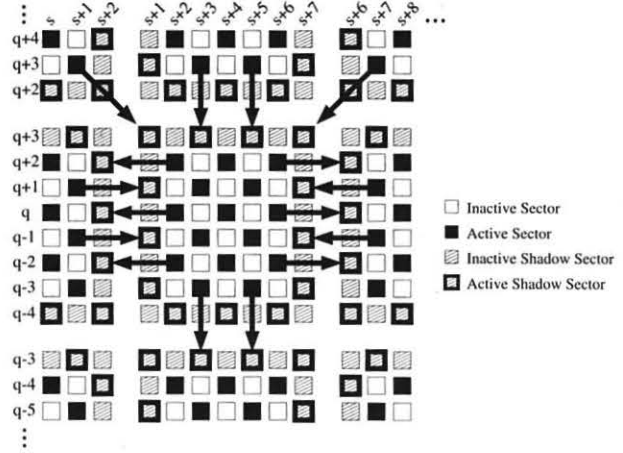 ⋮ s s+1 s+2 s+1 s+2 s+3 s+4 s+5 s+6 s+7 s+6 s+7 s+8 ...
q+4
q+3
q+2
q+3
q+2
q+1
q
q-1
q-2
q-3
q-4
q-3
q-4
q-5
⋮
Inactive Sector
Active Sector
Inactive Shadow Sector
Active Shadow Sector